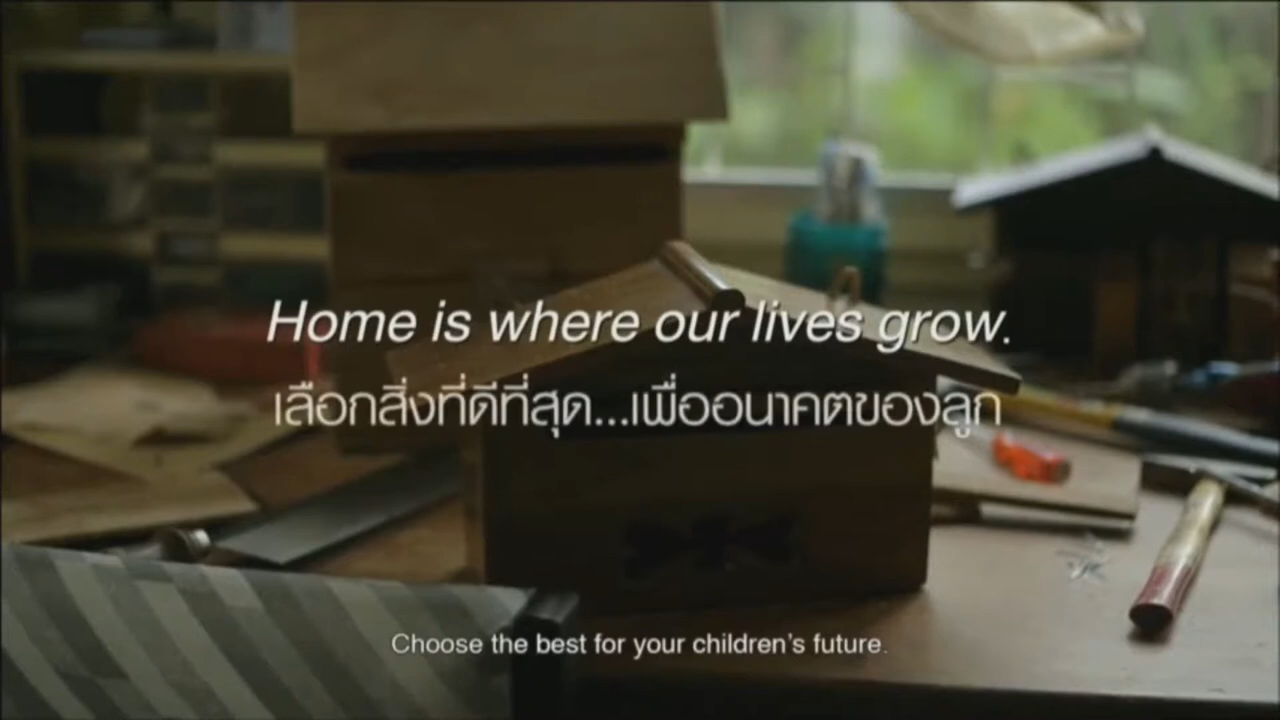 Home is where our lives grow.
เลือกสิ่งที่ดีที่สุด...เพื่ออนาคตของลูก
Choose the best for your children's future.